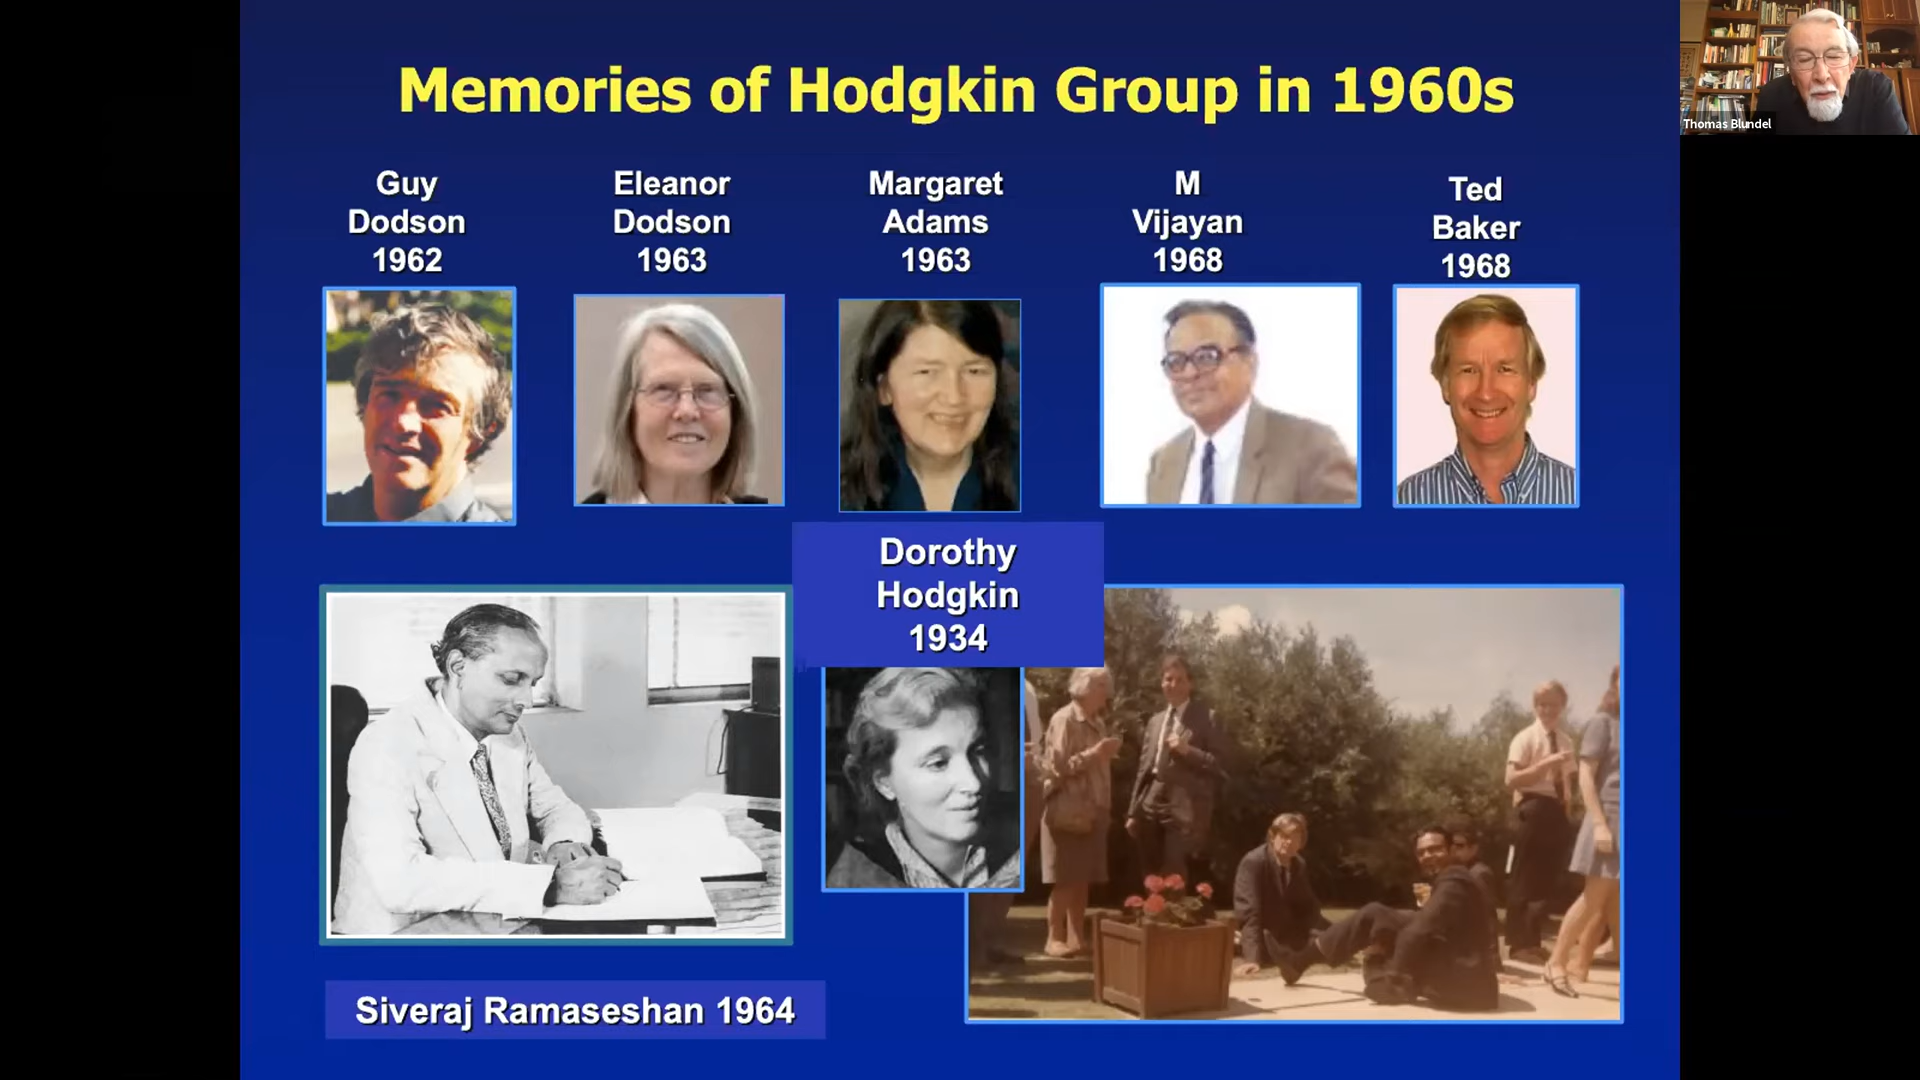 Memories of Hodgkin Group in 1960s
Thomas Blundel
Guy
Dodson
1962
Eleanor
Dodson
1963
Margaret
Adams
1963
M
Vijayan
1968
Ted
Baker
1968
Dorothy
Hodgkin
1934
Siveraj Ramaseshan 1964